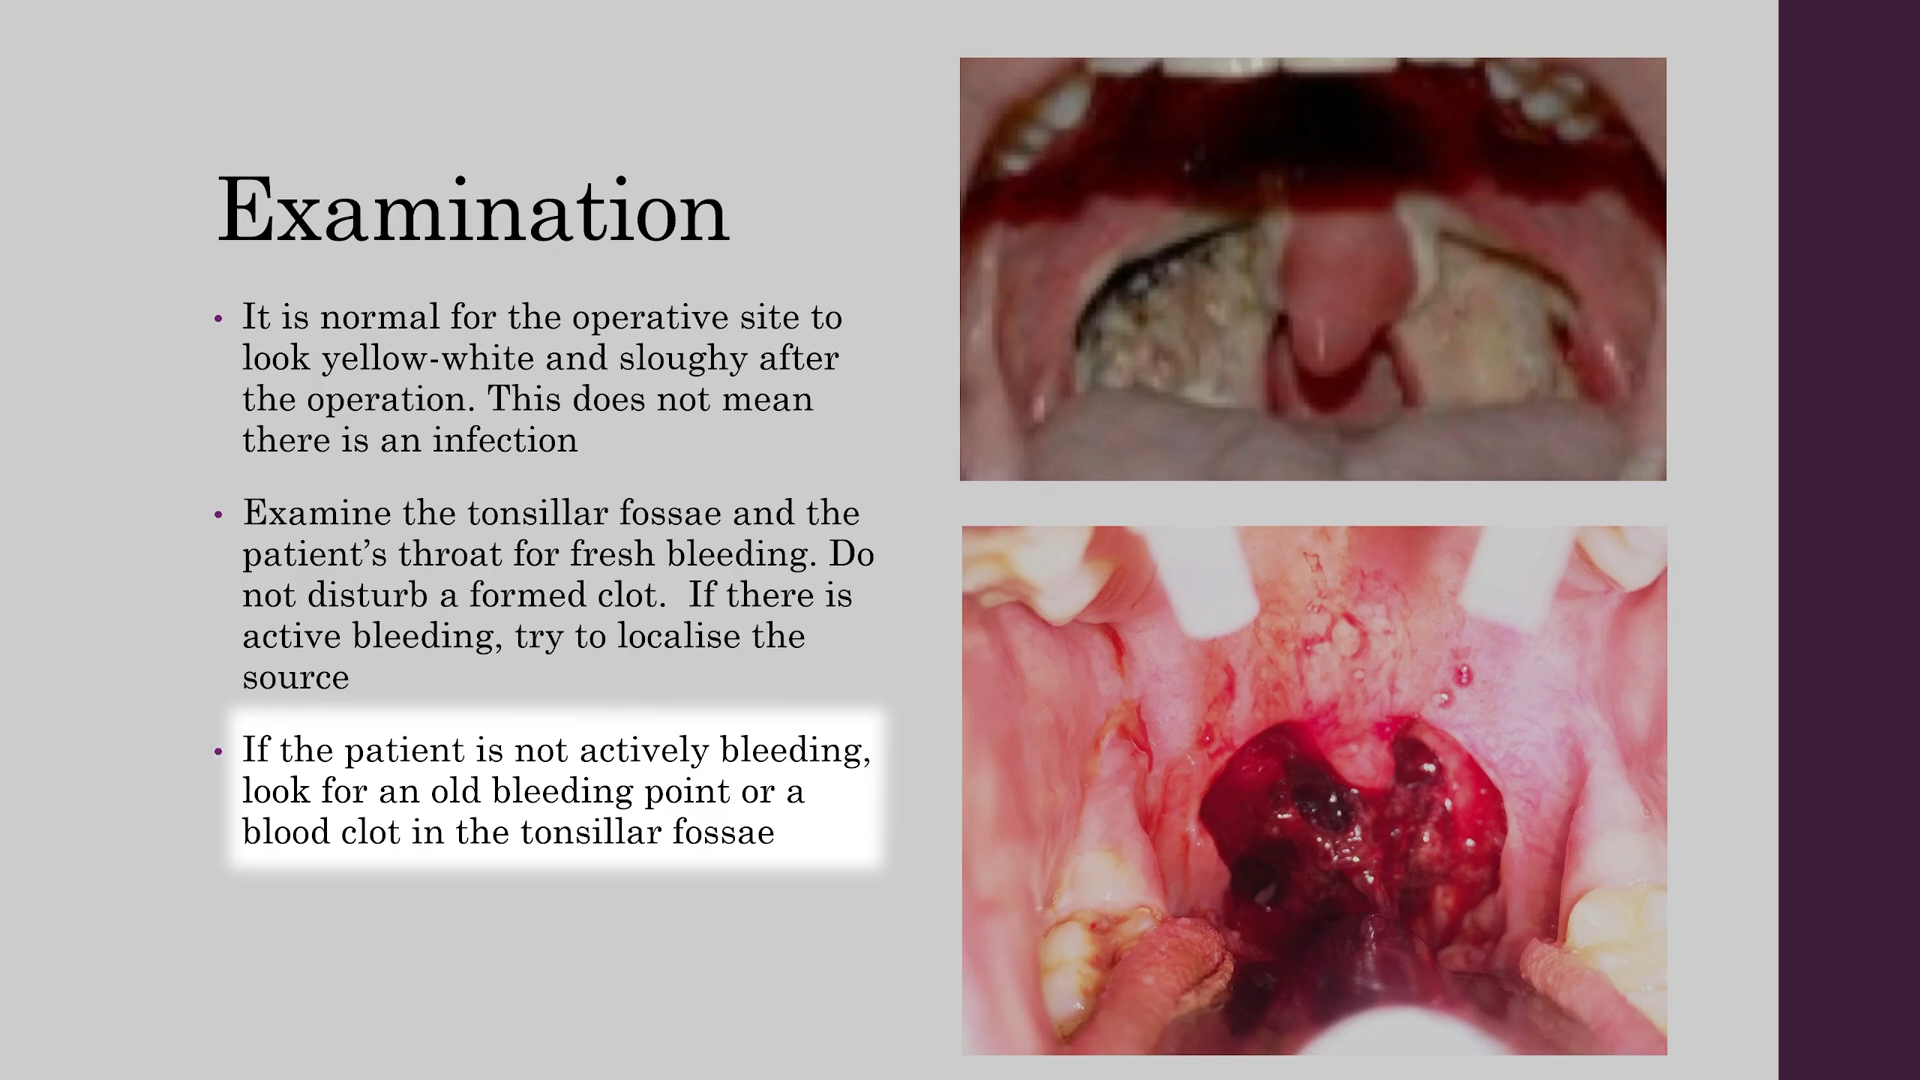 Examination
• It is normal for the operative site to
look yellow-white and sloughy after
the operation. This does not mean
there is an infection
• Examine the tonsillar fossae and the
patient’s throat for fresh bleeding. Do
not disturb a formed clot.  If there is
active bleeding, try to localise the
source
• If the patient is not actively bleeding,
look for an old bleeding point or a
blood clot in the tonsillar fossae